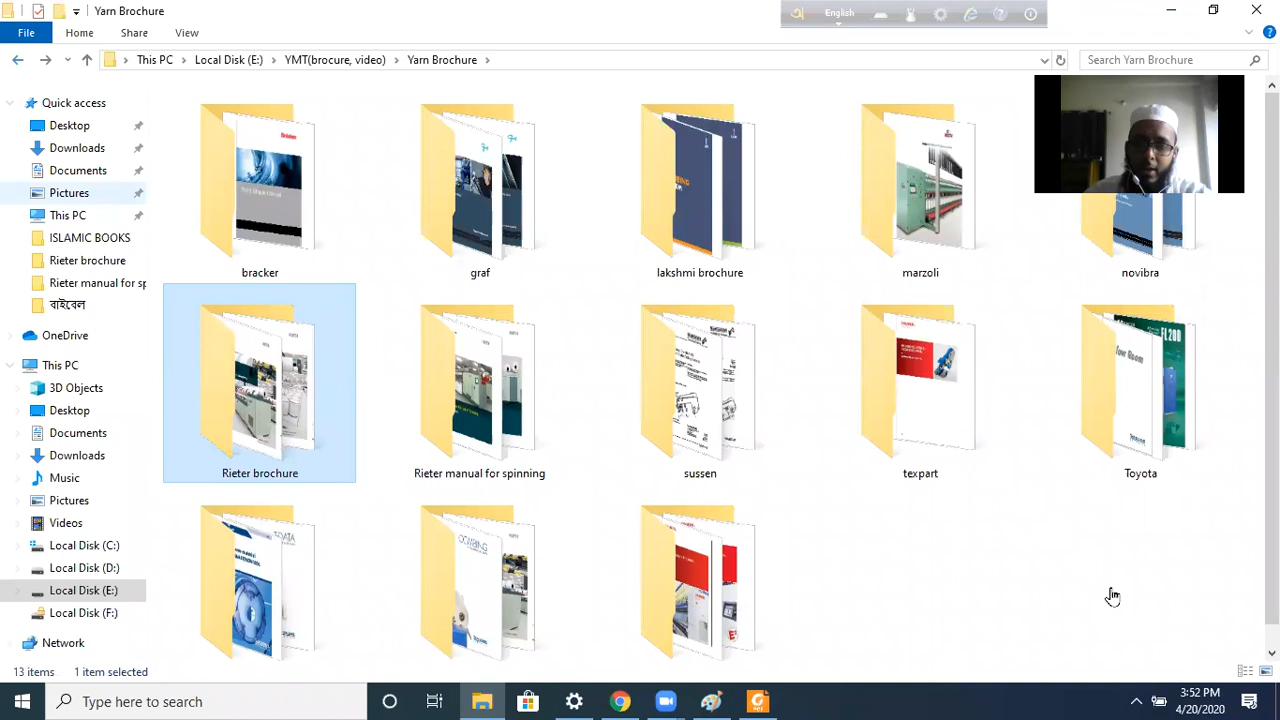 Yarn Brochure
English
File
Home
Share
View
This PC
Local Disk (E:)
YMT(brocure, video)
Yarn Brochure
Search Yarn Brochure
Quick access
Desktop
Downloads
Documents
Pictures
This PC
ISLAMIC BOOKS
Rieter brochure
Rieter manual for sp
বাইবেল
OneDrive
This PC
3D Objects
Desktop
Documents
Downloads
Music
Pictures
Videos
Local Disk (C:)
Local Disk (D:)
Local Disk (E:)
Local Disk (F:)
Network
bracker
graf
lakshmi brochure
marzoli
novibra
Rieter brochure
Rieter manual for spinning
sussen
texpart
Toyota
FL 200
13 items
1 item selected
Type here to search
3:52 PM
4/20/2020